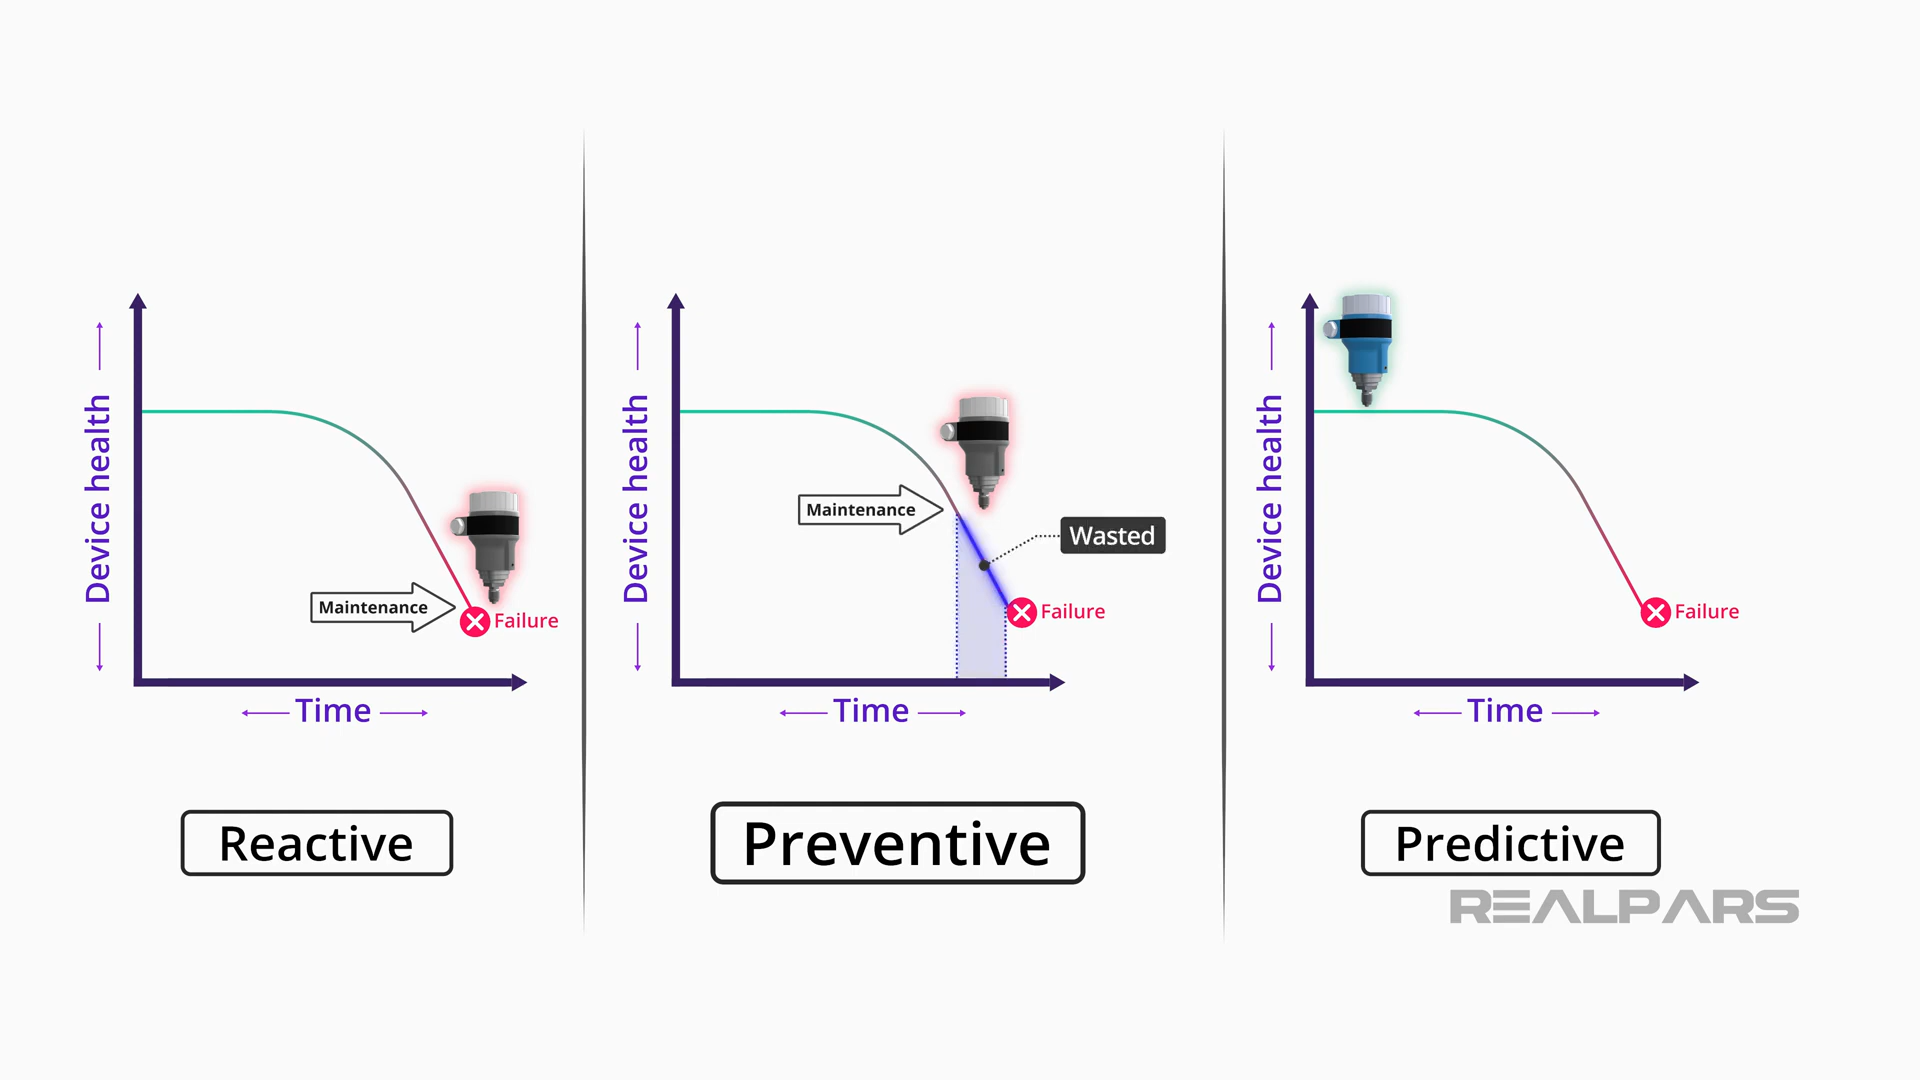 Device health
Maintenance
Failure
Time
Reactive
Device health
Maintenance
Wasted
Failure
Time
Preventive
Device health
Failure
Time
Predictive
REALPARS